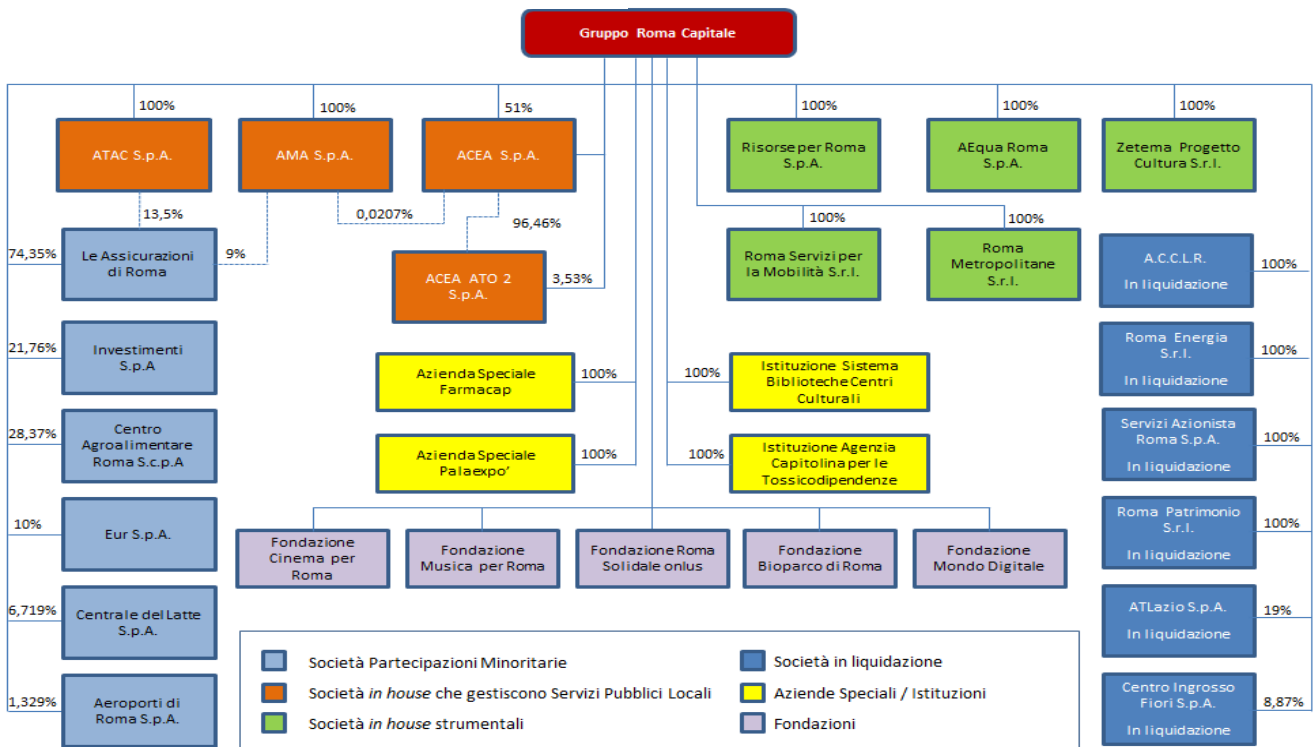 Gruppo Roma Capitale
100%
100%
51%
100%
100%
100%
ATAC S.p.A.
AMA S.p.A.
ACEA S.p.A.
Risorse per Roma
S.p.A.
AEqua Roma
S.p.A.
Zetema Progetto
Cultura S.r.l.
13,5%
0,0207%
96,46%
100%
100%
74,35%
Le Assicurazioni
di Roma
9%
ACEA ATO 2
S.p.A.
3,53%
Roma Servizi per
la Mobilità S.r.l.
Roma
Metropolitane
S.r.l.
A.C.C.L.R.
In liquidazione
100%
21,76%
Investimenti
S.p.A
Roma Energia
S.r.l.
In liquidazione
100%
Azienda Speciale
Farmacap
100%
100%
Istituzione Sistema
Biblioteche Centri
Culturali
28,37%
Centro
Agroalimentare
Roma S.c.p.A
Servizi Azionista
Roma S.p.A.
In liquidazione
100%
Azienda Speciale
Palaexpo'
100%
100%
Istituzione Agenzia
Capitolina per le
Tossicodipendenze
10%
Eur S.p.A.
Roma Patrimonio
S.r.l.
In liquidazione
100%
Fondazione
Cinema per
Roma
Fondazione
Musica per Roma
Fondazione Roma
Solidale onlus
Fondazione
Bioparco di Roma
Fondazione
Mondo Digitale
6,719%
Centrale del Latte
S.p.A.
ATLazio S.p.A.
In liquidazione
19%
1,329%
Aeroporti di
Roma S.p.A.
Centro Ingrosso
Fiori S.p.A.
In liquidazione
8,87%
Società Partecipazioni Minoritarie
Società in liquidazione
Società in house che gestiscono Servizi Pubblici Locali
Aziende Speciali / Istituzioni
Società in house strumentali
Fondazioni